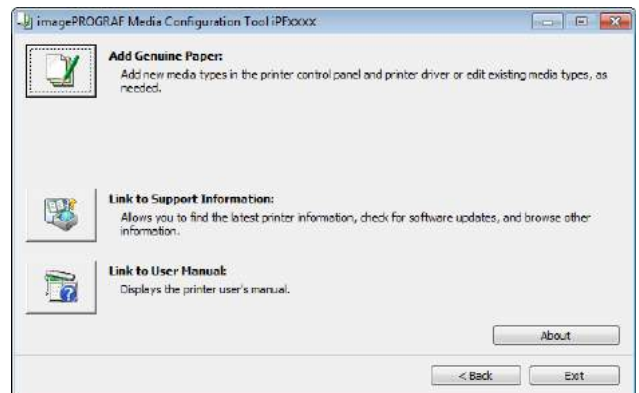 imagePROGRAF Media Configuration Tool iPFxxxx
Add Genuine Paper:
Add new media types in the printer control panel and printer driver or edit existing media types, as
needed.
Link to Support Information:
Allows you to find the latest printer information, check for software updates, and browse other
information.
Link to User Manual:
Displays the printer user's manual.
About
< Back
Exit